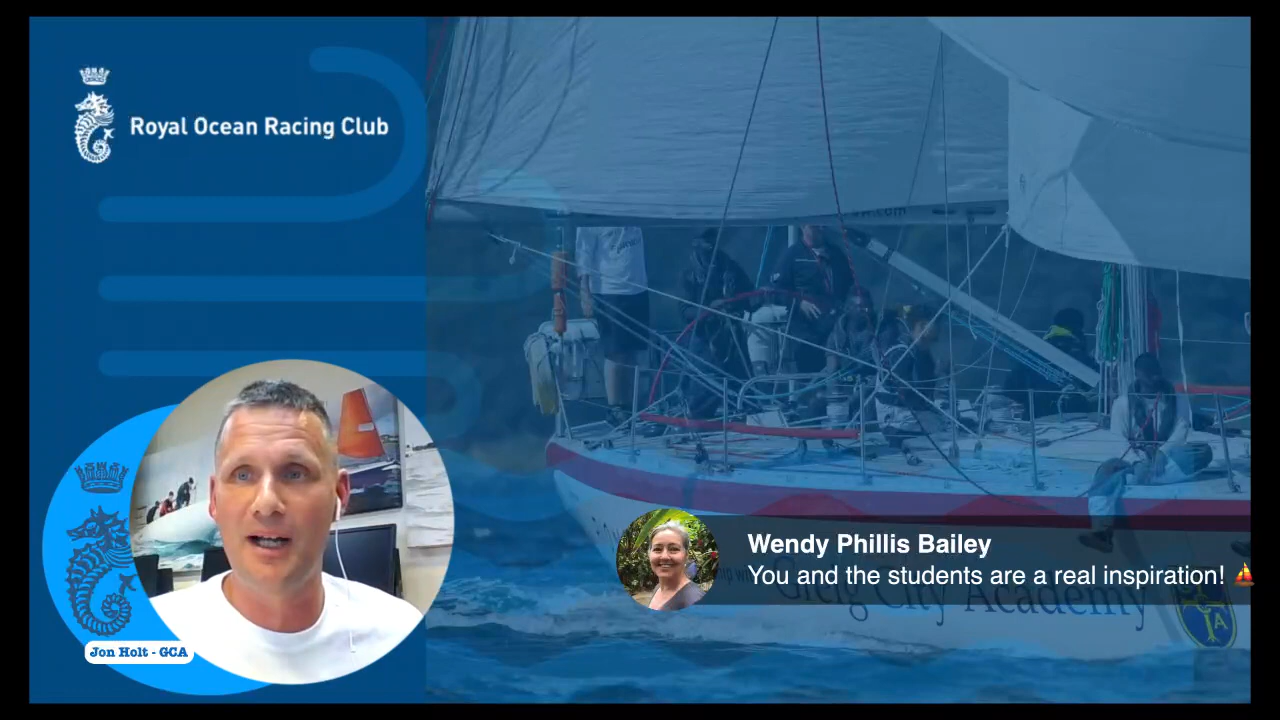 Royal Ocean Racing Club
.com
Wendy Phillis Bailey
You and the students are a real inspiration! ⛵
Greig City Academy
Jon Holt - GCA